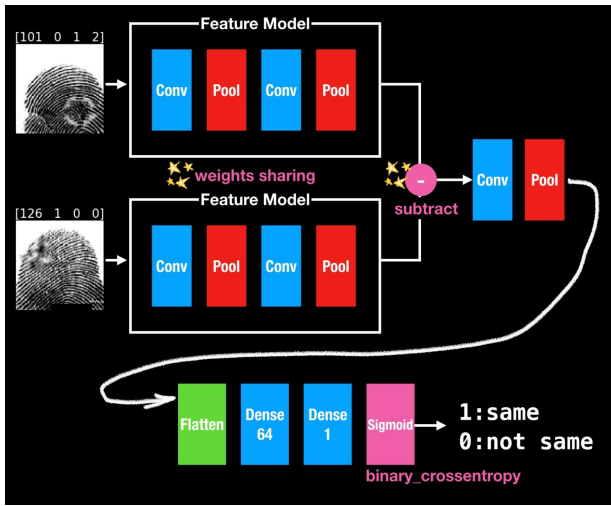 Feature Model
[101 0 1 2]
Conv Pool Conv Pool
weights sharing
-
subtract
Conv Pool
Feature Model
[126 1 0 0]
Conv Pool Conv Pool
Flatten
Dense
64
Dense
1
Sigmoid
1:same
0:not same
binary_crossentropy